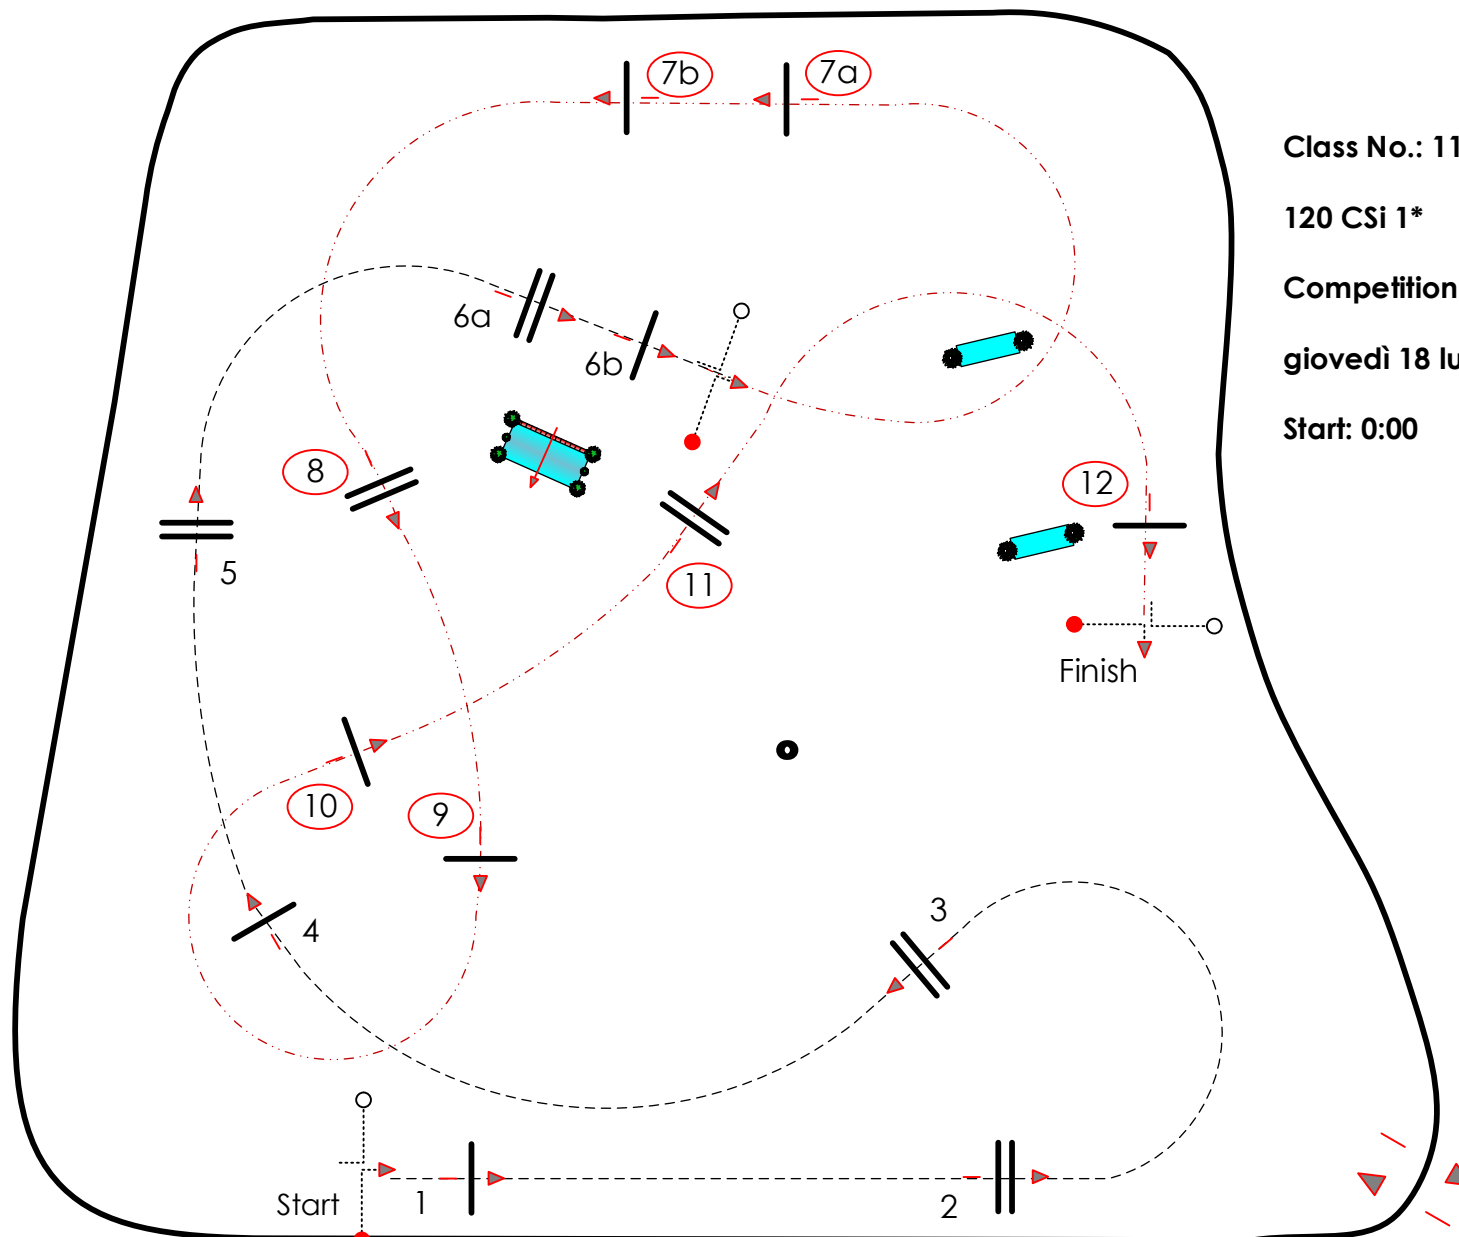 7b
7a
Class No.: 11
120 CSi 1*
Competition
giovedì 18 lu
Start: 0:00
6a
6b
8
12
5
11
Finish
10
9
4
3
Start
1
2